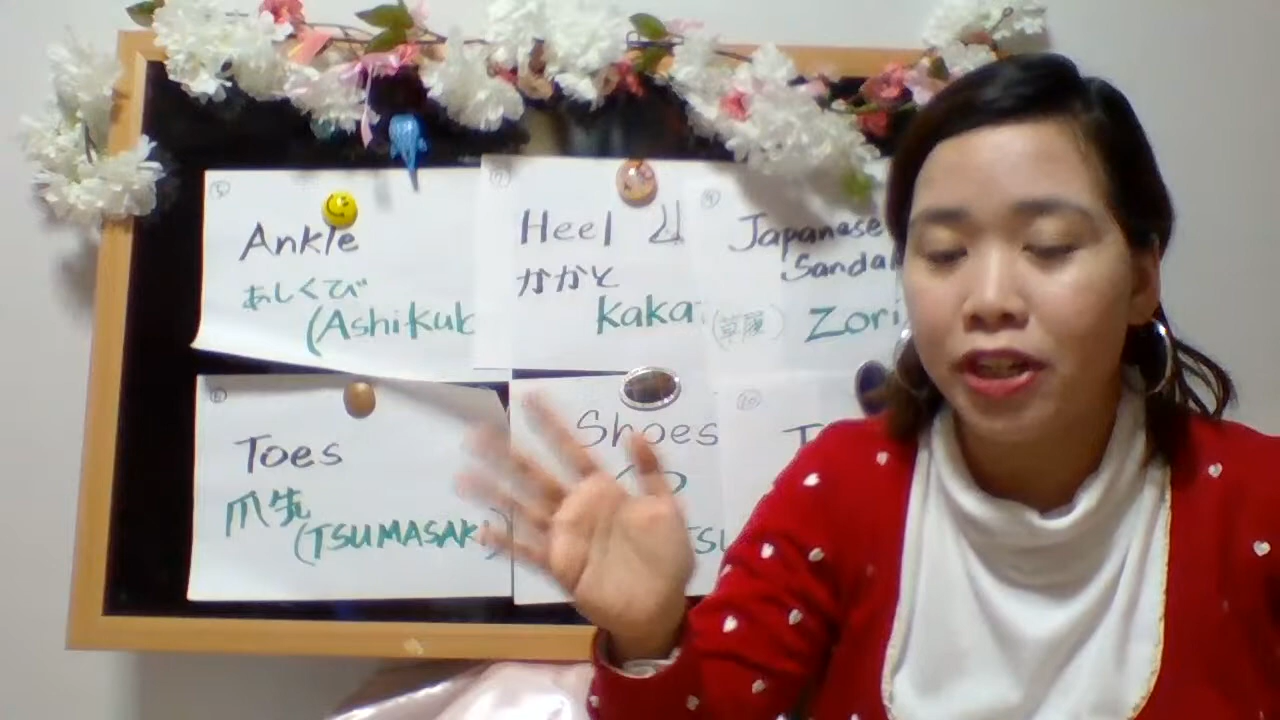 Ankle
あしくび
(Ashikub
Heel
かかと
kaka
Japanese
Sandal
(草履) Zori
Toes
爪先
(TSUMASAKI)
Shoes